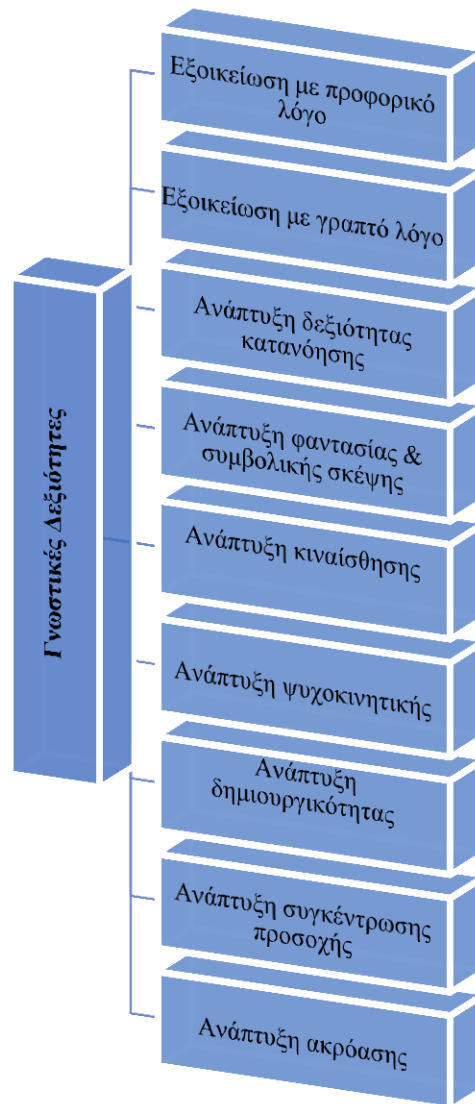 Γνωστικές Δεξιότητες
Εξοικείωση με προφορικό
λόγο
Εξοικείωση με γραπτό λόγο
Ανάπτυξη δεξιότητας
κατανόησης
Ανάπτυξη φαντασίας &
συμβολικής σκέψης
Ανάπτυξη κιναίσθησης
Ανάπτυξη ψυχοκινητικής
Ανάπτυξη
δημιουργικότητας
Ανάπτυξη συγκέντρωσης
προσοχής
Ανάπτυξη ακρόασης